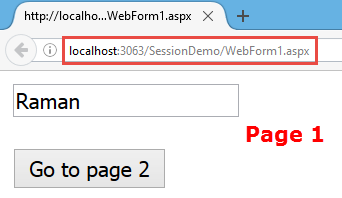 http://localho...WebForm1.aspx
localhost:3063/SessionDemo/WebForm1.aspx
Raman
Page 1
Go to page 2